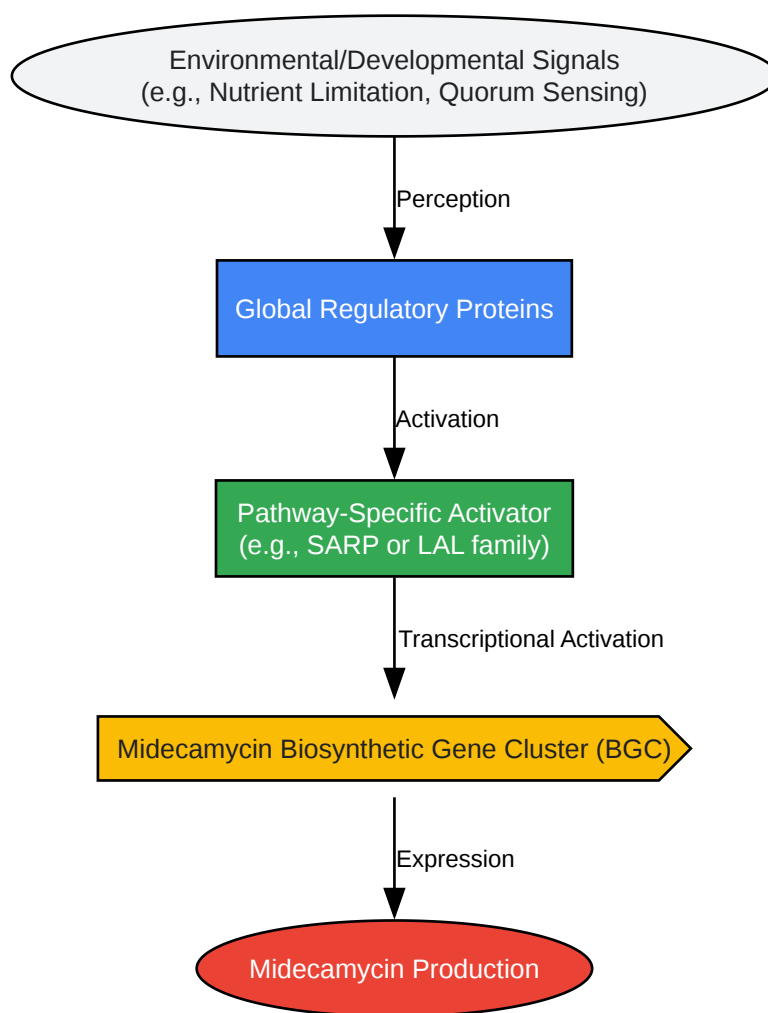 Environmental/Developmental Signals
(e.g., Nutrient Limitation, Quorum Sensing)
Perception
Global Regulatory Proteins
Activation
Pathway-Specific Activator
(e.g., SARP or LAL family)
Transcriptional Activation
Midecamycin Biosynthetic Gene Cluster (BGC)
Expression
Midecamycin Production